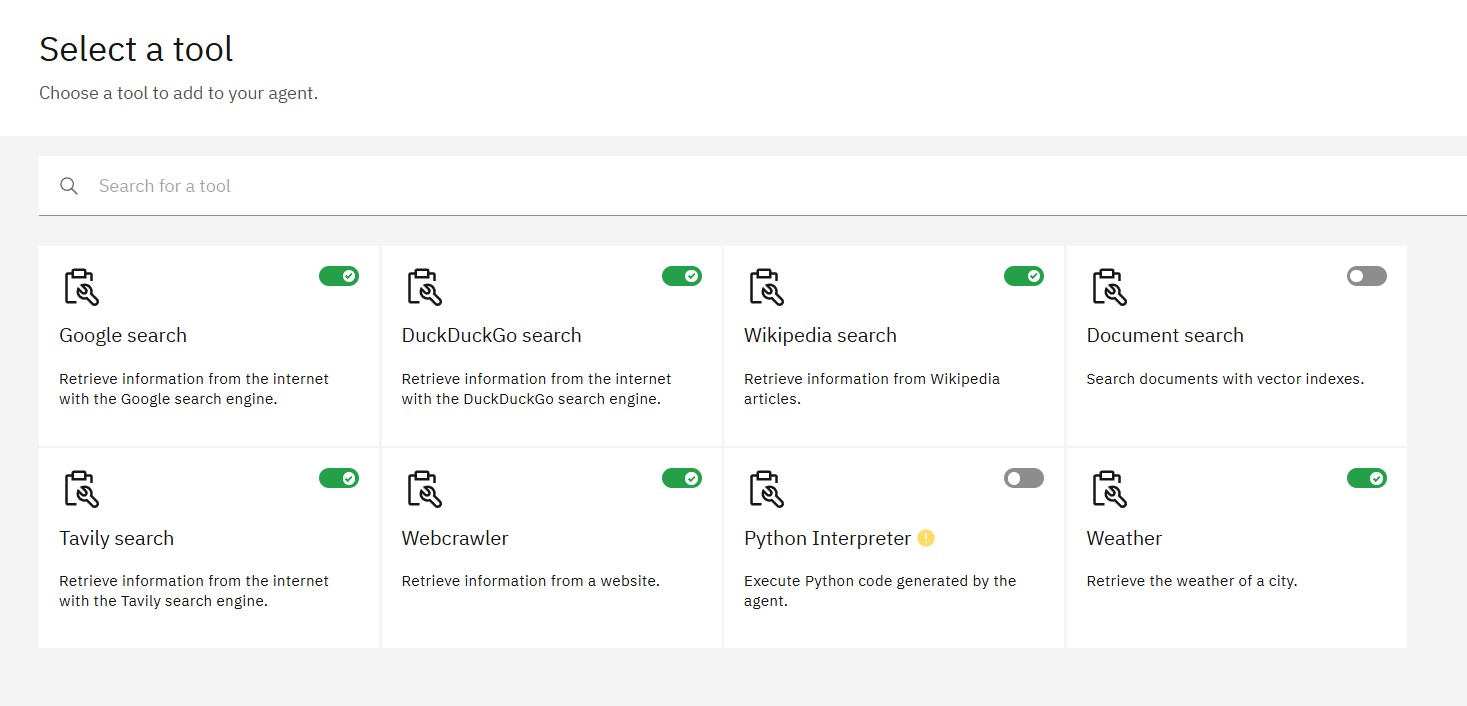 Select a tool
Choose a tool to add to your agent.
Search for a tool
Google search
Retrieve information from the internet
with the Google search engine.
DuckDuckGo search
Retrieve information from the internet
with the DuckDuckGo search engine.
Wikipedia search
Retrieve information from Wikipedia
articles.
Document search
Search documents with vector indexes.
Tavily search
Retrieve information from the internet
with the Tavily search engine.
Webcrawler
Retrieve information from a website.
Python Interpreter
Execute Python code generated by the
agent.
Weather
Retrieve the weather of a city.